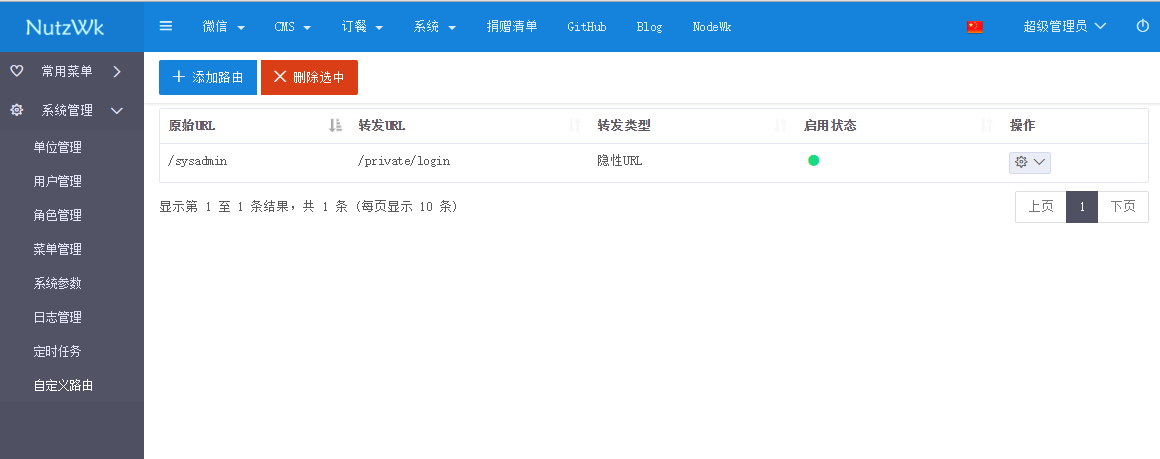 NutzWk 微信 CMS 订餐 系统 捐赠清单 GitHub Blog NodeWk 超级管理员
常用菜单
系统管理
单位管理
用户管理
角色管理
菜单管理
系统参数
日志管理
定时任务
自定义路由
添加路由 删除选中
原始URL 转发URL 转发类型 启用状态 操作
/sysadmin /private/login 隐性URL
显示第 1 至 1 条结果，共 1 条 (每页显示 10 条)
上页 1 下页